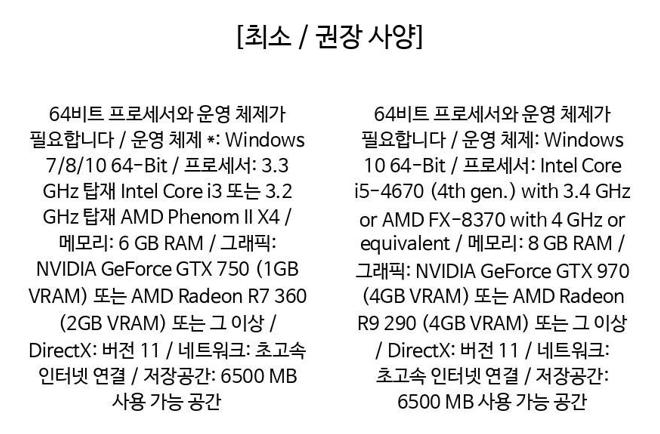 [최소 / 권장 사양]
64비트 프로세서와 운영 체제가
필요합니다 / 운영 체제 *: Windows
7/8/10 64-Bit / 프로세서: 3.3
GHz 탑재 Intel Core i3 또는 3.2
GHz 탑재 AMD Phenom II X4 /
메모리: 6 GB RAM / 그래픽:
NVIDIA GeForce GTX 750 (1GB
VRAM) 또는 AMD Radeon R7 360
(2GB VRAM) 또는 그 이상 /
DirectX: 버전 11 / 네트워크: 초고속
인터넷 연결 / 저장공간: 6500 MB
사용 가능 공간
64비트 프로세서와 운영 체제가
필요합니다 / 운영 체제: Windows
10 64-Bit / 프로세서: Intel Core
i5-4670 (4th gen.) with 3.4 GHz
or AMD FX-8370 with 4 GHz or
equivalent / 메모리: 8 GB RAM /
그래픽: NVIDIA GeForce GTX 970
(4GB VRAM) 또는 AMD Radeon
R9 290 (4GB VRAM) 또는 그 이상
/ DirectX: 버전 11 / 네트워크:
초고속 인터넷 연결 / 저장공간:
6500 MB 사용 가능 공간